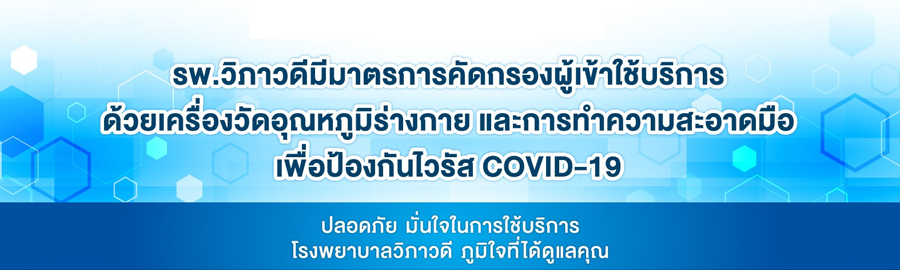 รพ.วิภาวดีมีมาตรการคัดกรองผู้เข้าใช้บริการ
ด้วยเครื่องวัดอุณหภูมิร่างกาย และการทำความสะอาดมือ
เพื่อป้องกันไวรัส COVID-19
ปลอดภัย มั่นใจในการใช้บริการ
โรงพยาบาลวิภาวดี ภูมิใจที่ได้ดูแลคุณ